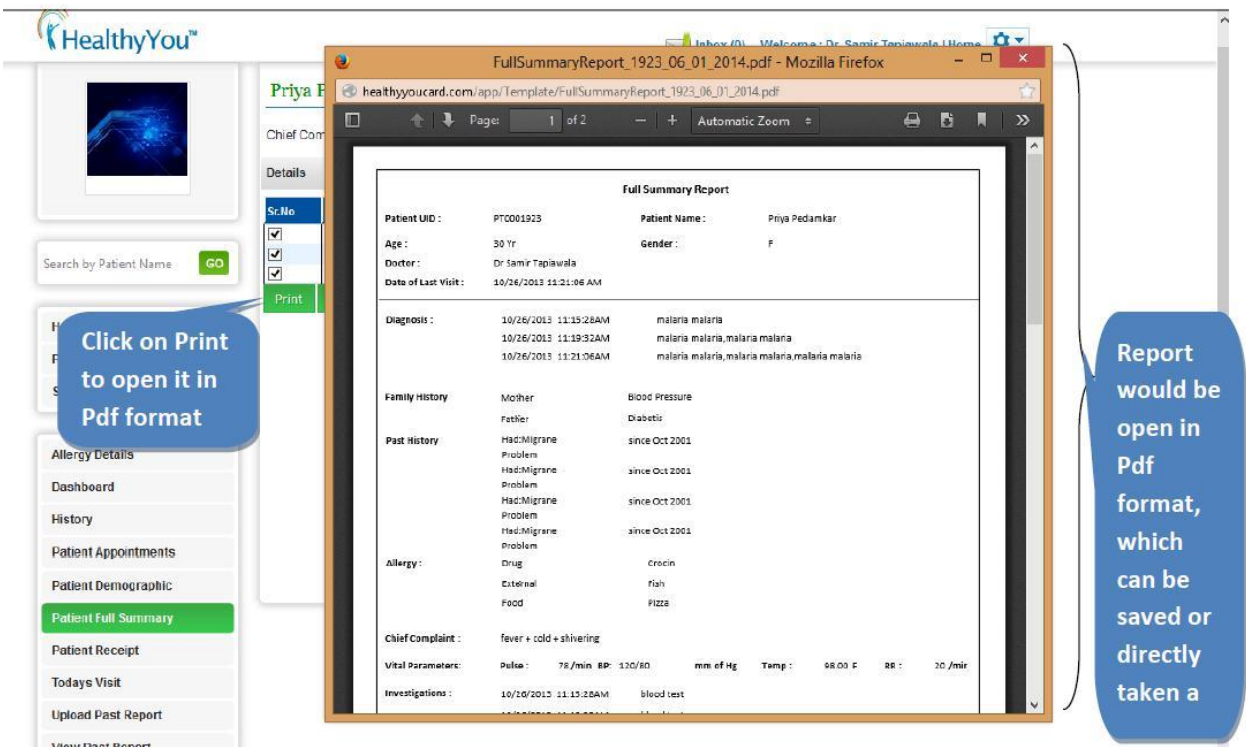 HealthyYou™
Inbox (0) Welcome : Dr. Samir Tapiawala | Home
FullSummaryReport_1923_06_01_2014.pdf - Mozilla Firefox
healthyyoucard.com/app/Template/FullSummaryReport_1923_06_01_2014.pdf
Page: 1 of 2 Automatic Zoom
Priya P
Chief Com
Details
Sr.No
Search by Patient Name GO
Print
Click on Print
to open it in
Pdf format
Allergy Details
Dashboard
History
Patient Appointments
Patient Demographic
Patient Full Summary
Patient Receipt
Todays Visit
Upload Past Report
View Past Report
Full Summary Report
Patient UID : PT0001923 Patient Name : Priya Pedamkar
Age : 30 Yr Gender : F
Doctor : Dr Samir Tapiawala
Date of Last Visit : 10/26/2013 11:21:06 AM
Diagnosis : 10/26/2013 11:15:28AM malaria malaria
10/26/2013 11:19:32AM malaria malaria,malaria malaria
10/26/2013 11:21:06AM malaria malaria,malaria malaria,malaria malaria
Family History Mother Blood Pressure
Father Diabetis
Past History Had:Migrane since Oct 2001
Problem
Had:Migrane since Oct 2001
Problem
Had:Migrane since Oct 2001
Problem
Had:Migrane since Oct 2001
Problem
Allergy : Drug Crocin
External Fish
Food Pizza
Chief Complaint : fever + cold + shivering
Vital Parameters: Pulse : 78 /min BP: 120/80 mm of Hg Temp : 98.00 F RR : 20 /min
Investigations : 10/26/2013 11:15:28AM blood test
Report
would be
open in
Pdf
format,
which
can be
saved or
directly
taken a